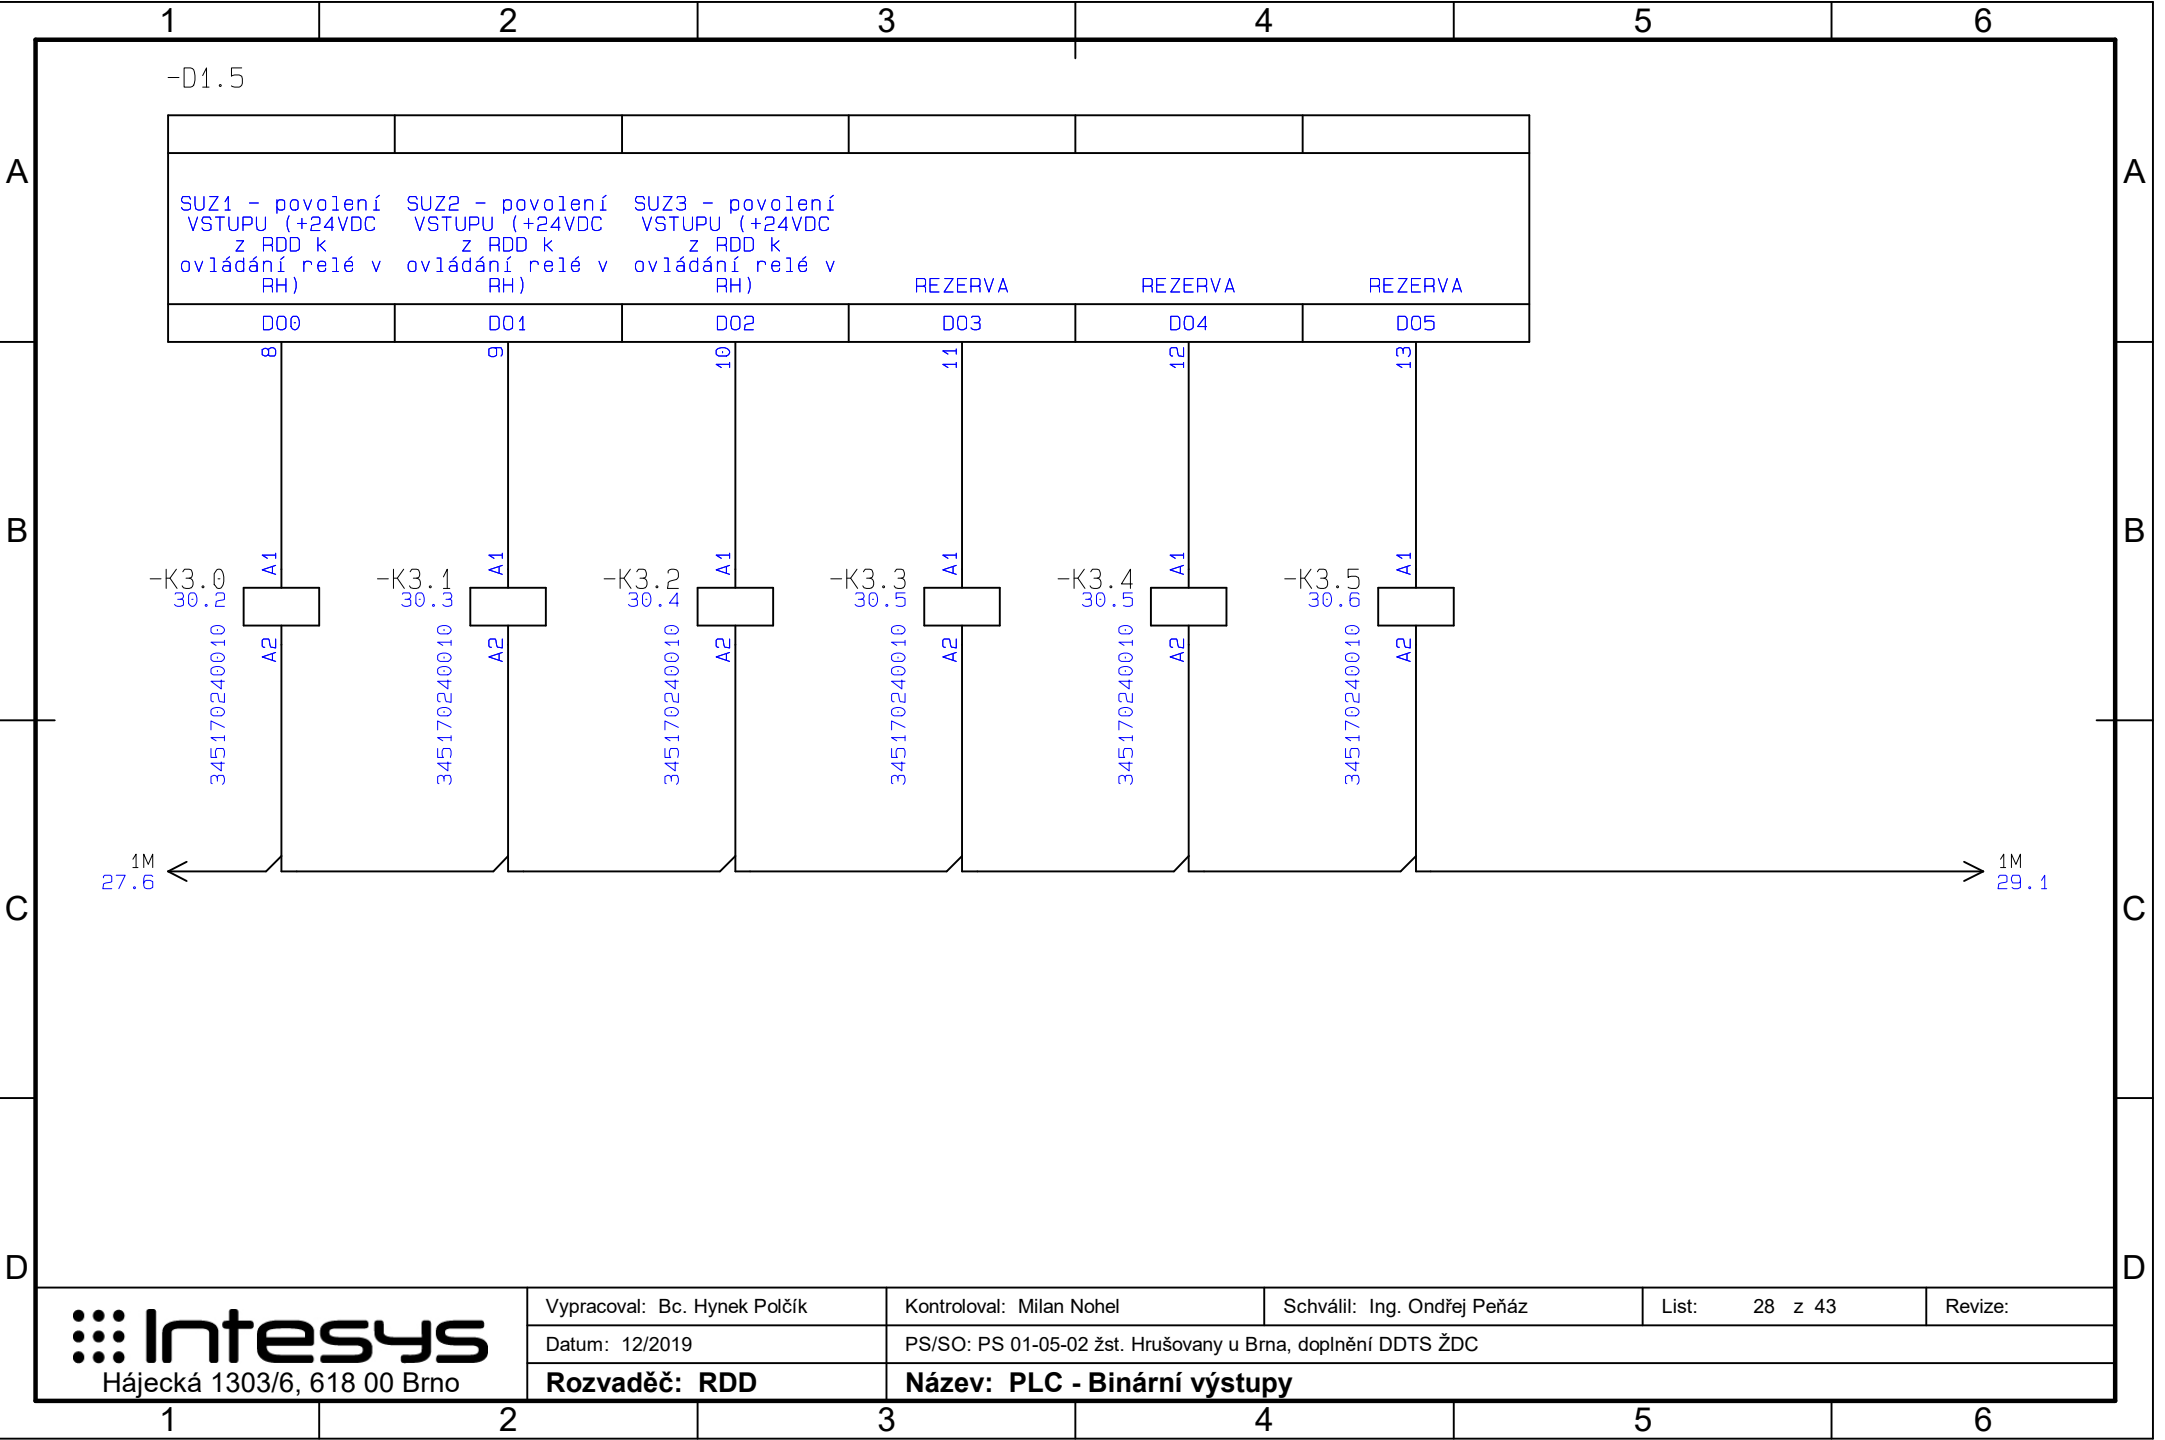 1 2 3 4 5 6
-D1.5
A A
SUZ1 - povolení SUZ2 - povolení SUZ3 - povolení
VSTUPU (+24VDC VSTUPU (+24VDC VSTUPU (+24VDC
z RDD k z RDD k z RDD k
ovládání relé v ovládání relé v ovládání relé v
RH) RH) RH) REZERVA REZERVA REZERVA
DO0 DO1 DO2 DO3 DO4 DO5
8 9 10 11 12 13
B B
A1 A1 A1 A1 A1 A1
-K3.0 -K3.1 -K3.2 -K3.3 -K3.4 -K3.5
30.2 30.3 30.4 30.5 30.5 30.6
A2 A2 A2 A2 A2 A2
345170240010 345170240010 345170240010 345170240010 345170240010 345170240010
1M 1M
27.6 29.1
C C
D D
Intesys
Hájecká 1303/6, 618 00 Brno
Vypracoval: Bc. Hynek Polčík Kontroloval: Milan Nohel Schválil: Ing. Ondřej Peňáz List: 28 z 43 Revize:
Datum: 12/2019 PS/SO: PS 01-05-02 žst. Hrušovany u Brna, doplnění DDTS ŽDC
Rozvaděč: RDD Název: PLC - Binární výstupy
1 2 3 4 5 6